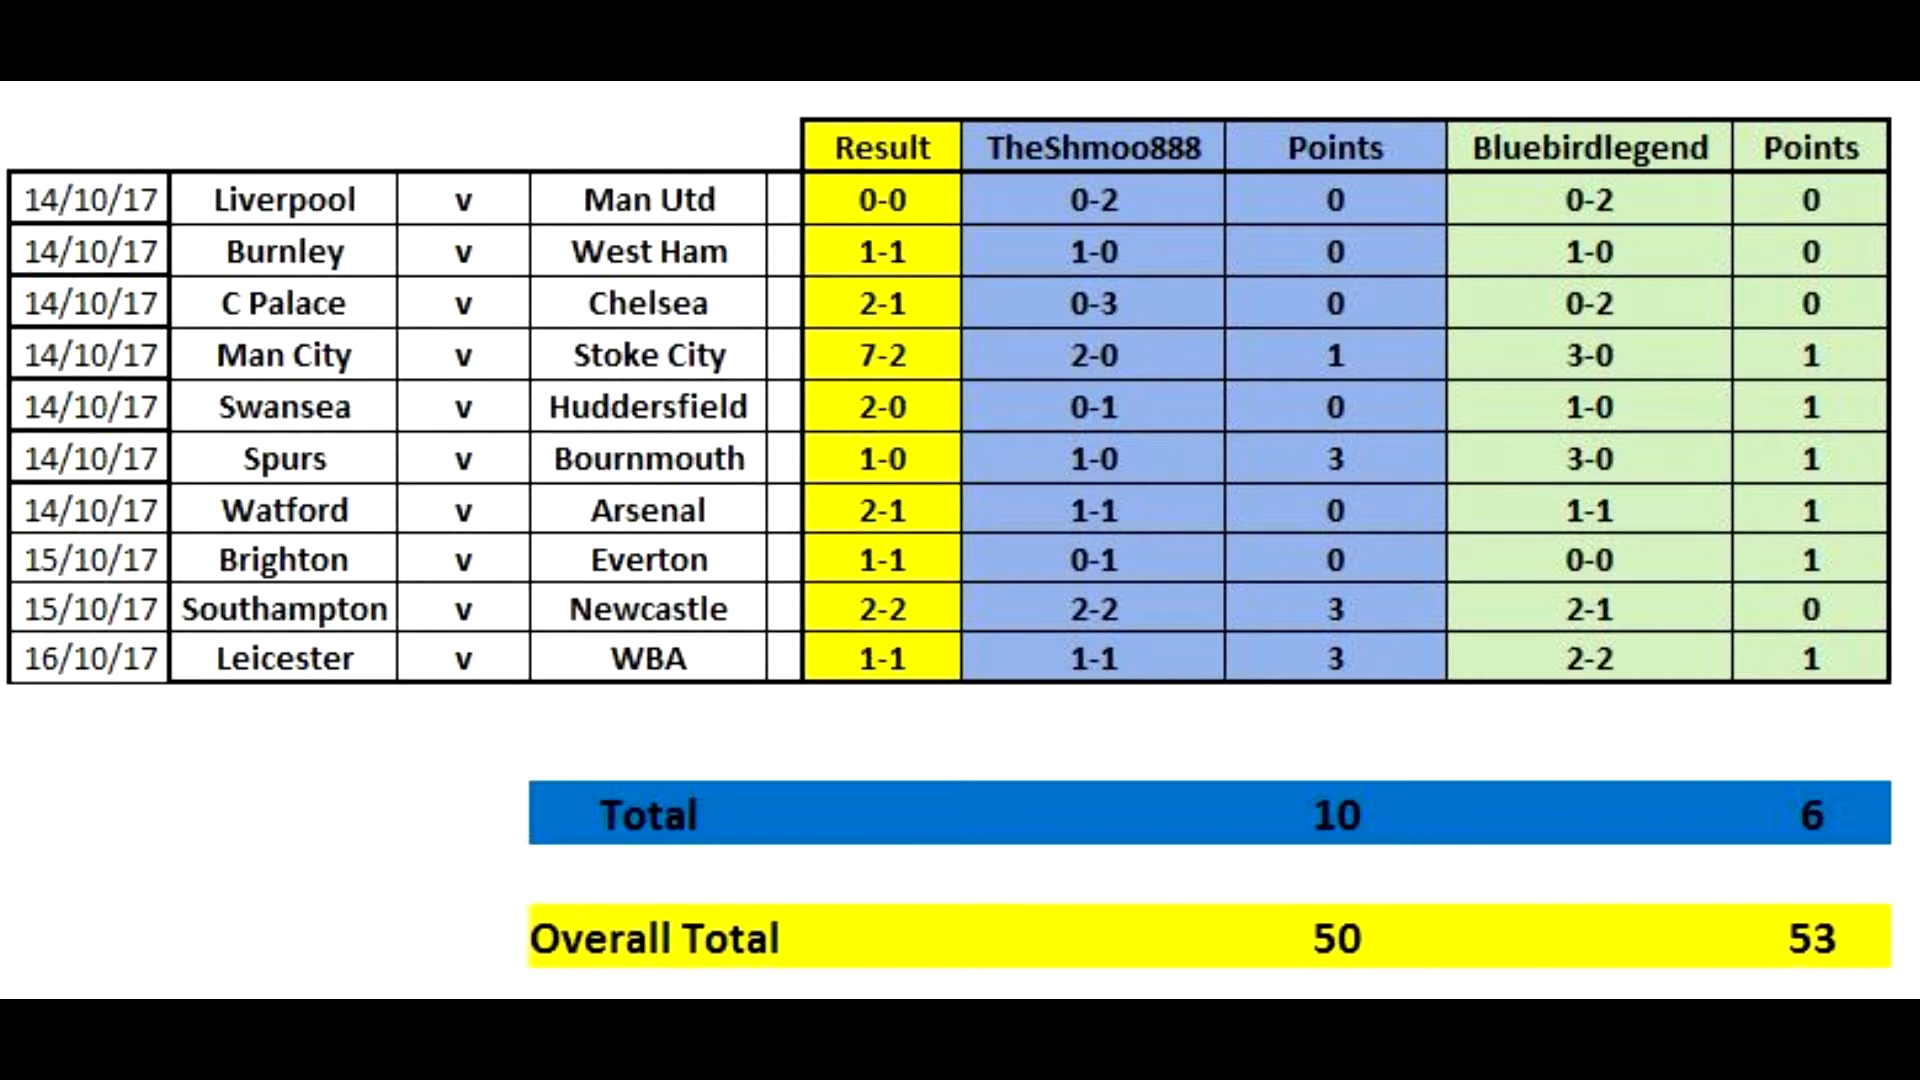 Result TheShmoo888 Points Bluebirdlegend Points
14/10/17 Liverpool v Man Utd 0-0 0-2 0 0-2 0
14/10/17 Burnley v West Ham 1-1 1-0 0 1-0 0
14/10/17 C Palace v Chelsea 2-1 0-3 0 0-2 0
14/10/17 Man City v Stoke City 7-2 2-0 1 3-0 1
14/10/17 Swansea v Huddersfield 2-0 0-1 0 1-0 1
14/10/17 Spurs v Bournmouth 1-0 1-0 3 3-0 1
14/10/17 Watford v Arsenal 2-1 1-1 0 1-1 1
15/10/17 Brighton v Everton 1-1 0-1 0 0-0 1
15/10/17 Southampton v Newcastle 2-2 2-2 3 2-1 0
16/10/17 Leicester v WBA 1-1 1-1 3 2-2 1
Total 10 6
Overall Total 50 53